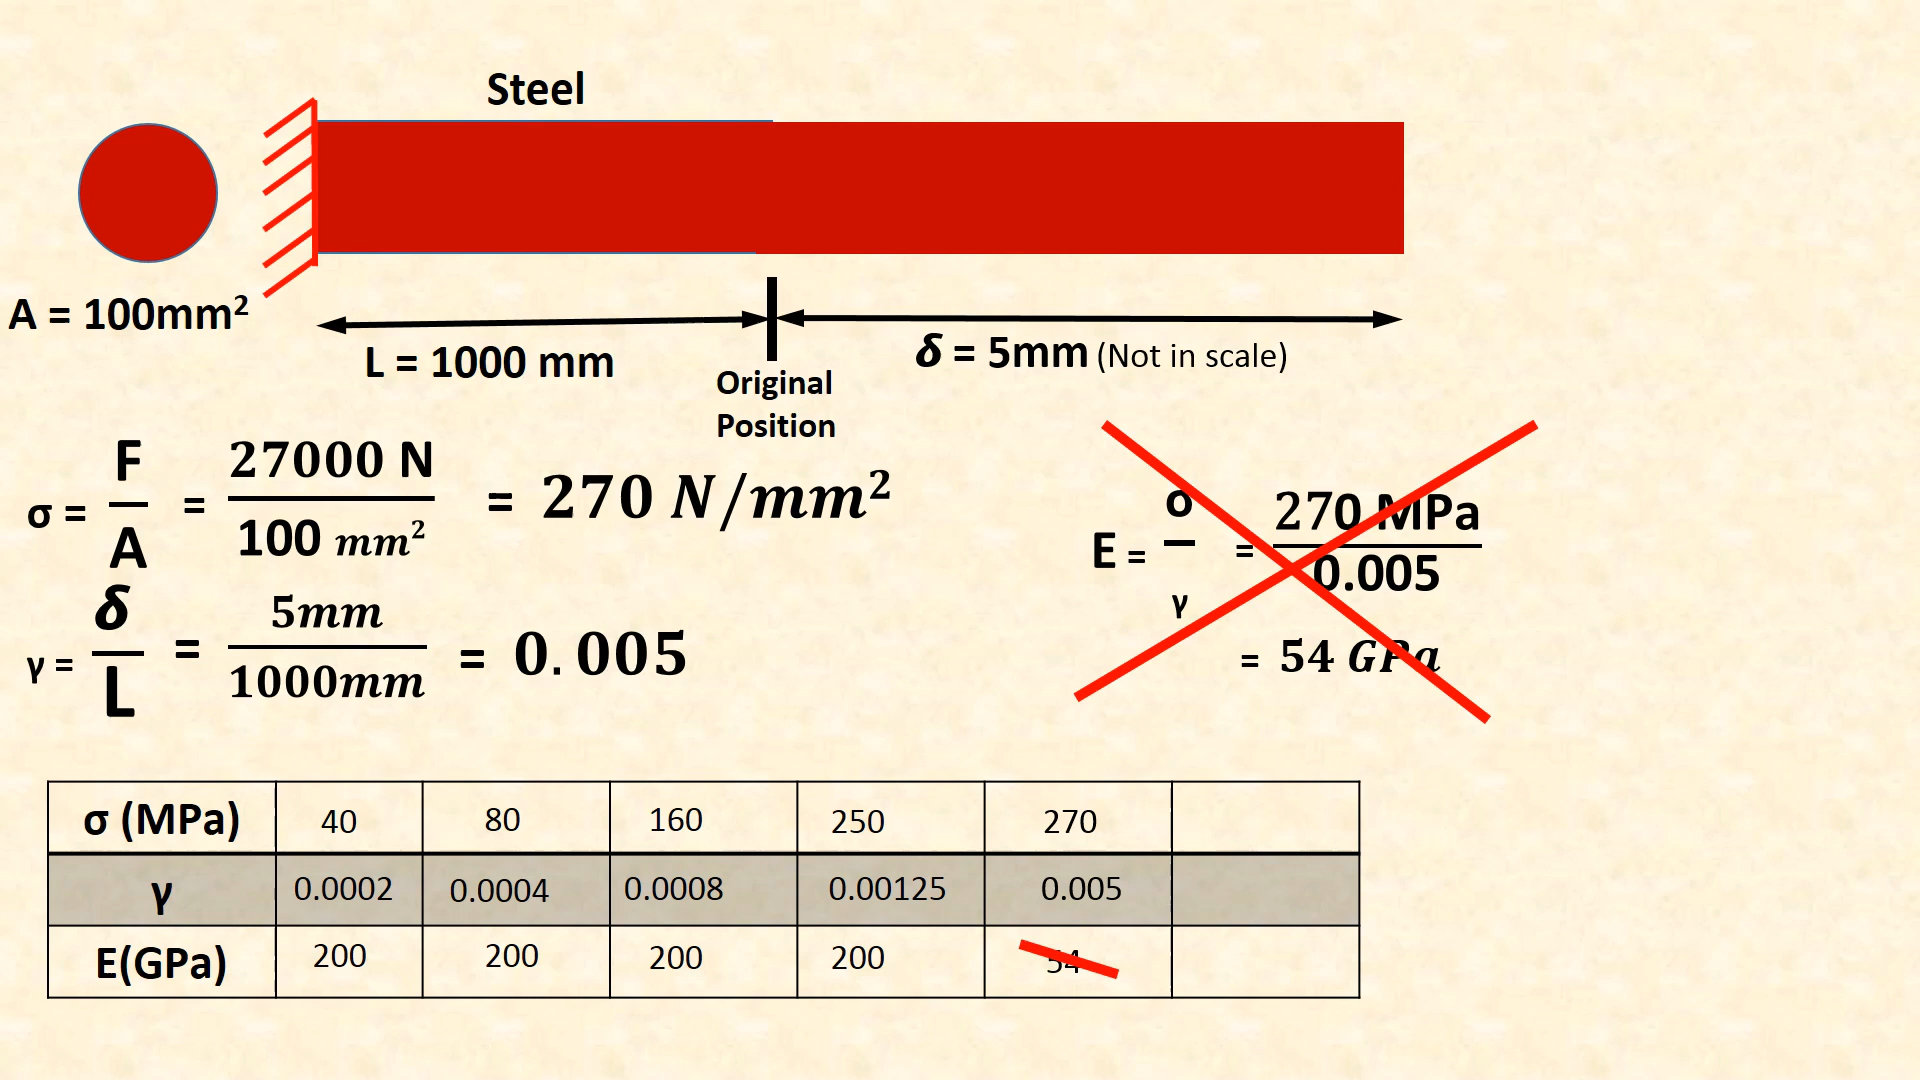 Steel
A = 100mm²
L = 1000 mm
Original
Position
δ = 5mm (Not in scale)
σ = F/A = 27000 N / 100 mm² = 270 N/mm²
γ = δ/L = 5mm / 1000mm = 0.005
E = σ/γ = 270 MPa / 0.005
= 54 GPa
σ (MPa) 40 80 160 250 270
γ 0.0002 0.0004 0.0008 0.00125 0.005
E(GPa) 200 200 200 200 54